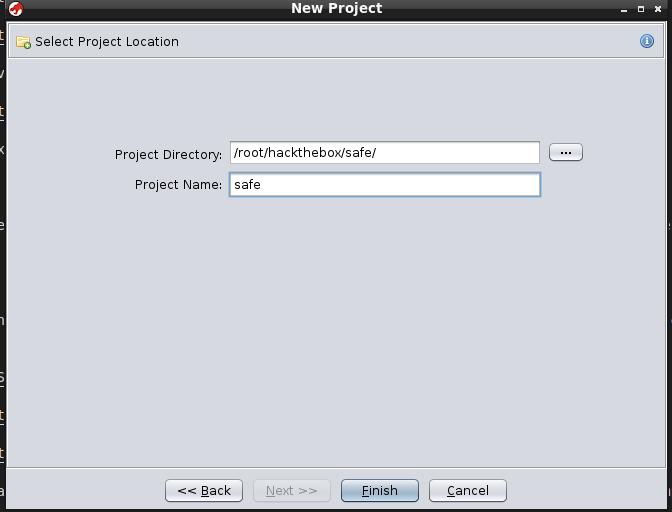 New Project
Select Project Location
Project Directory: /root/hackthebox/safe/ ...
Project Name: safe
<< Back Next >> Finish Cancel